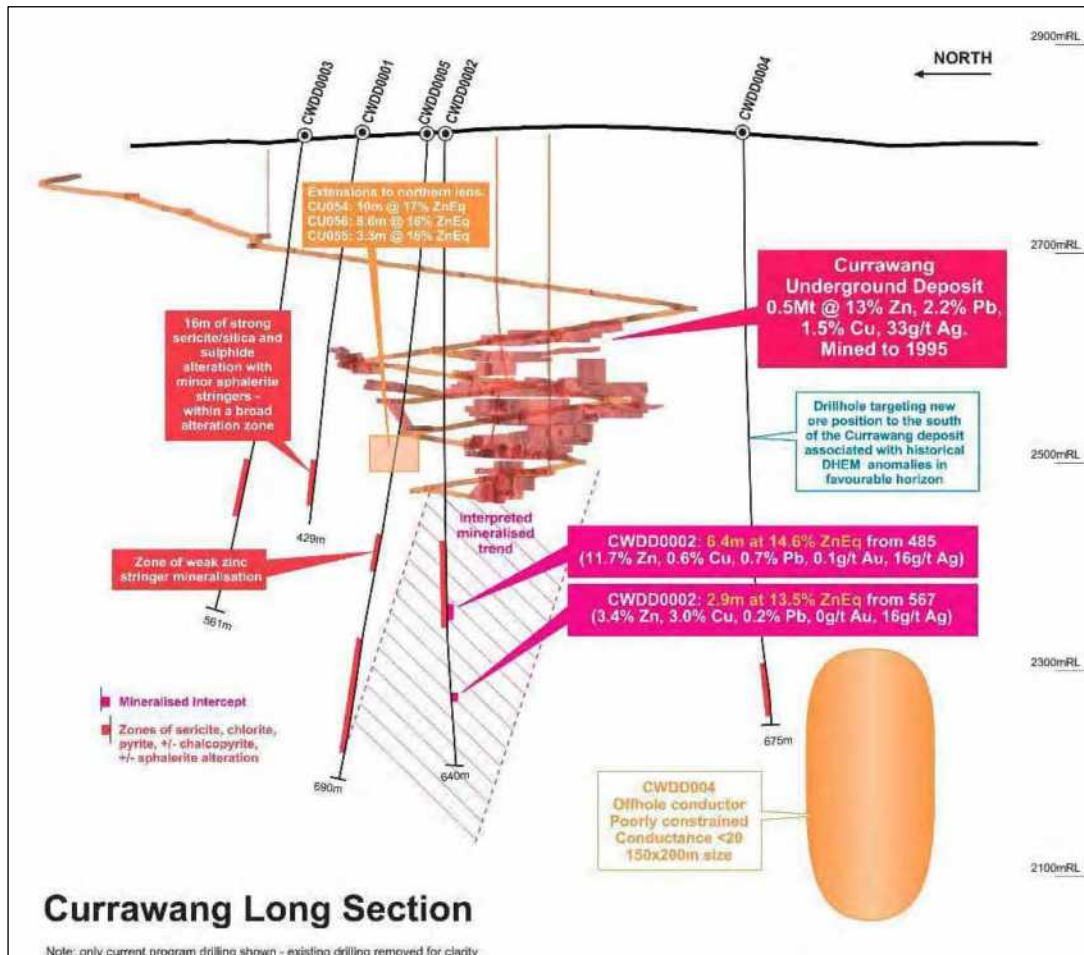 2900mRL
NORTH
CWDD0003
CWDD0001
CWDD0005
CWDD0002
CWDD0004
Extensions to northern lens:
CU054: 10m @ 17% ZnEq
CU056: 8.6m @ 16% ZnEq
CU055: 3.3m @ 16% ZnEq
2700mRL
Currawang
Underground Deposit
0.5Mt @ 13% Zn, 2.2% Pb,
1.5% Cu, 33g/t Ag.
Mined to 1995
16m of strong
sericite/silica and
sulphide
alteration with
minor sphalerite
stringers -
within a broad
alteration zone
Drillhole targeting new
ore position to the south
of the Currawang deposit
associated with historical
DHEM anomalies in
favourable horizon
2500mRL
429m
Interpreted
mineralised
trend
CWDD0002: 6.4m at 14.6% ZnEq from 485
(11.7% Zn, 0.6% Cu, 0.7% Pb, 0.1g/t Au, 16g/t Ag)
Zone of weak zinc
stringer mineralisation
CWDD0002: 2.9m at 13.5% ZnEq from 567
(3.4% Zn, 3.0% Cu, 0.2% Pb, 0g/t Au, 16g/t Ag)
561m
2300mRL
Mineralised Intercept
Zones of sericite, chlorite,
pyrite, +/- chalcopyrite,
+/- sphalerite alteration
675m
640m
690m
CWDD004
Offhole conductor
Poorly constrained
Conductance <20
150x200m size
2100mRL
Currawang Long Section
Note: only current program drilling shown - existing drilling removed for clarity